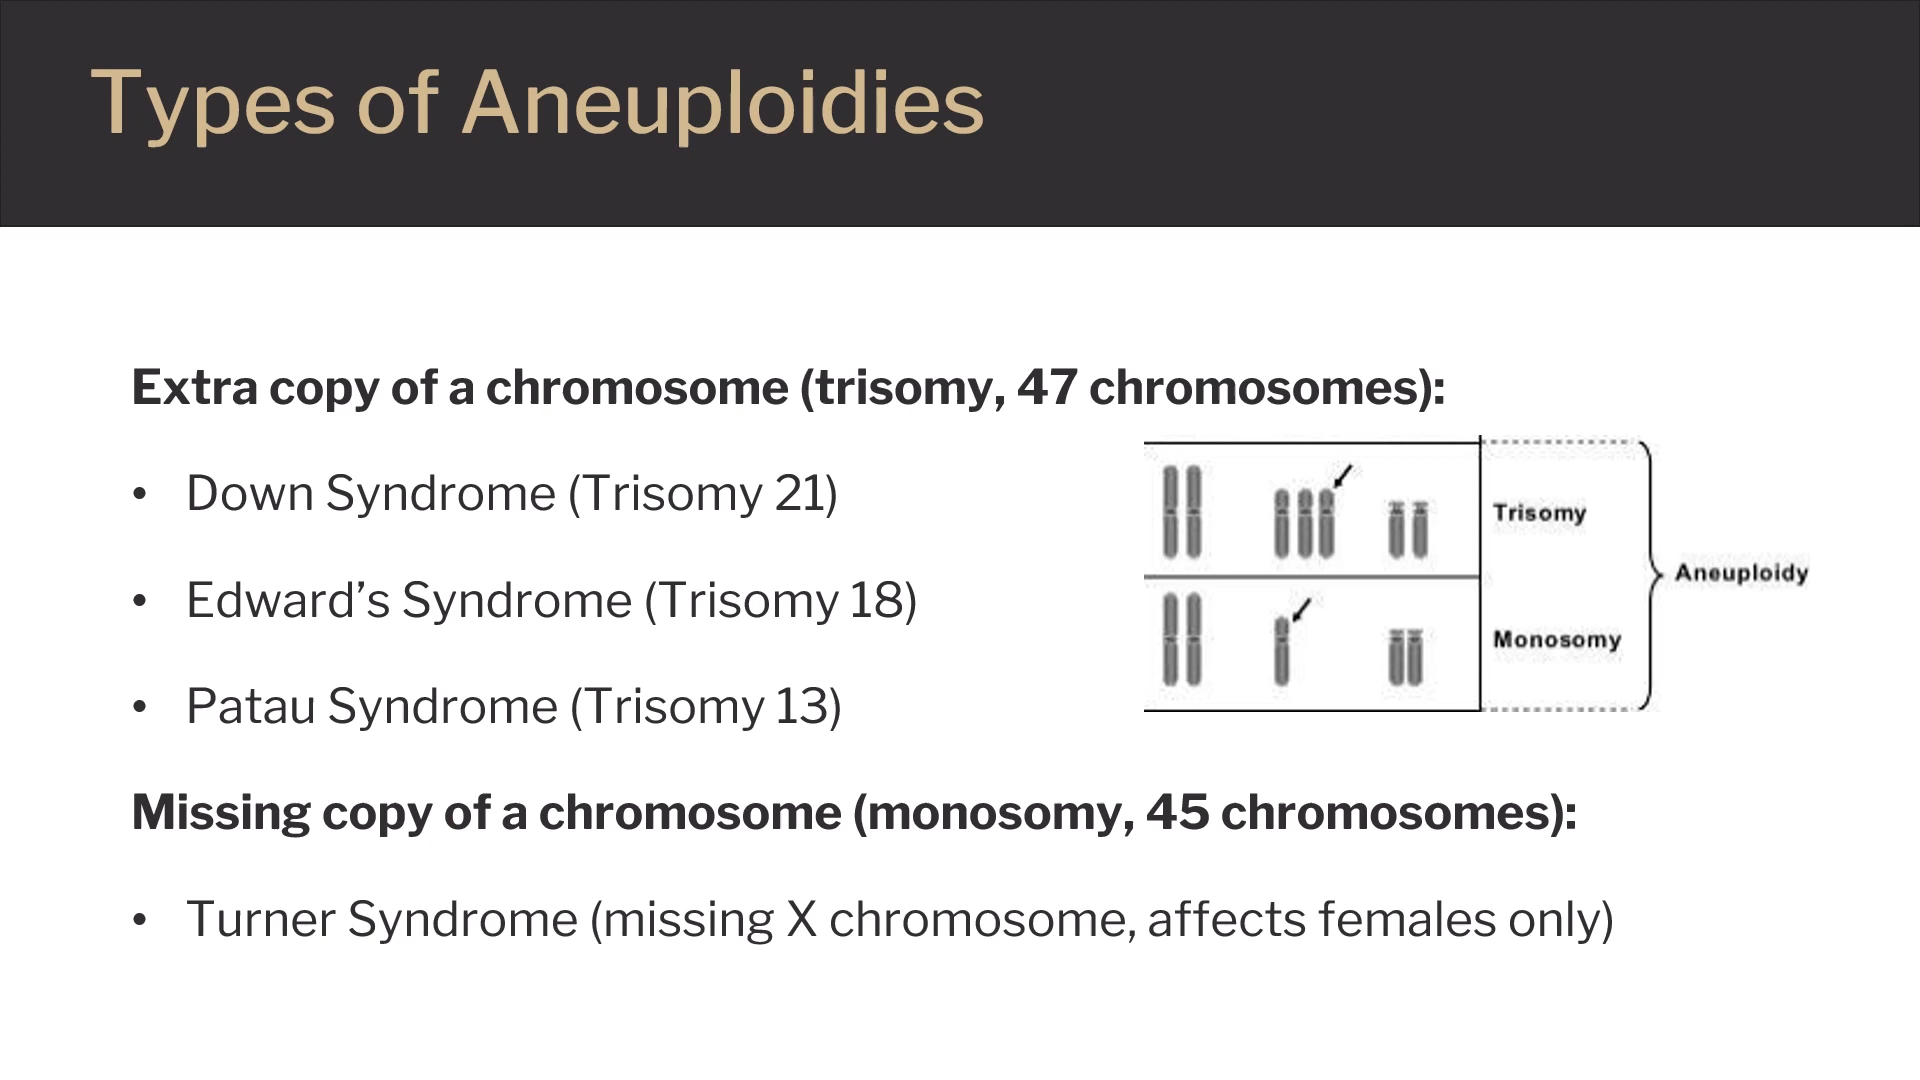 Types of Aneuploidies
Extra copy of a chromosome (trisomy, 47 chromosomes):
• Down Syndrome (Trisomy 21)
• Edward’s Syndrome (Trisomy 18)
• Patau Syndrome (Trisomy 13)
Trisomy
Aneuploidy
Monosomy
Missing copy of a chromosome (monosomy, 45 chromosomes):
• Turner Syndrome (missing X chromosome, affects females only)